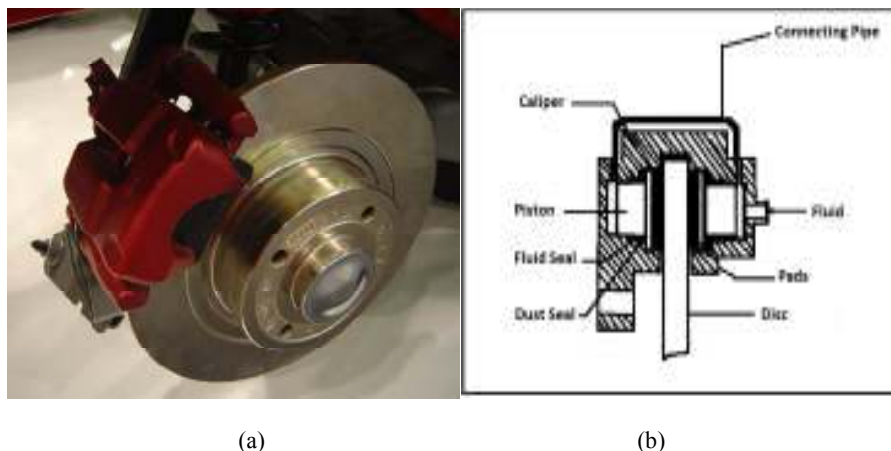 Connecting Pipe
Caliper
Piston
Fluid
Fluid Seal
Pads
Dust Seal
Disc
(a)
(b)